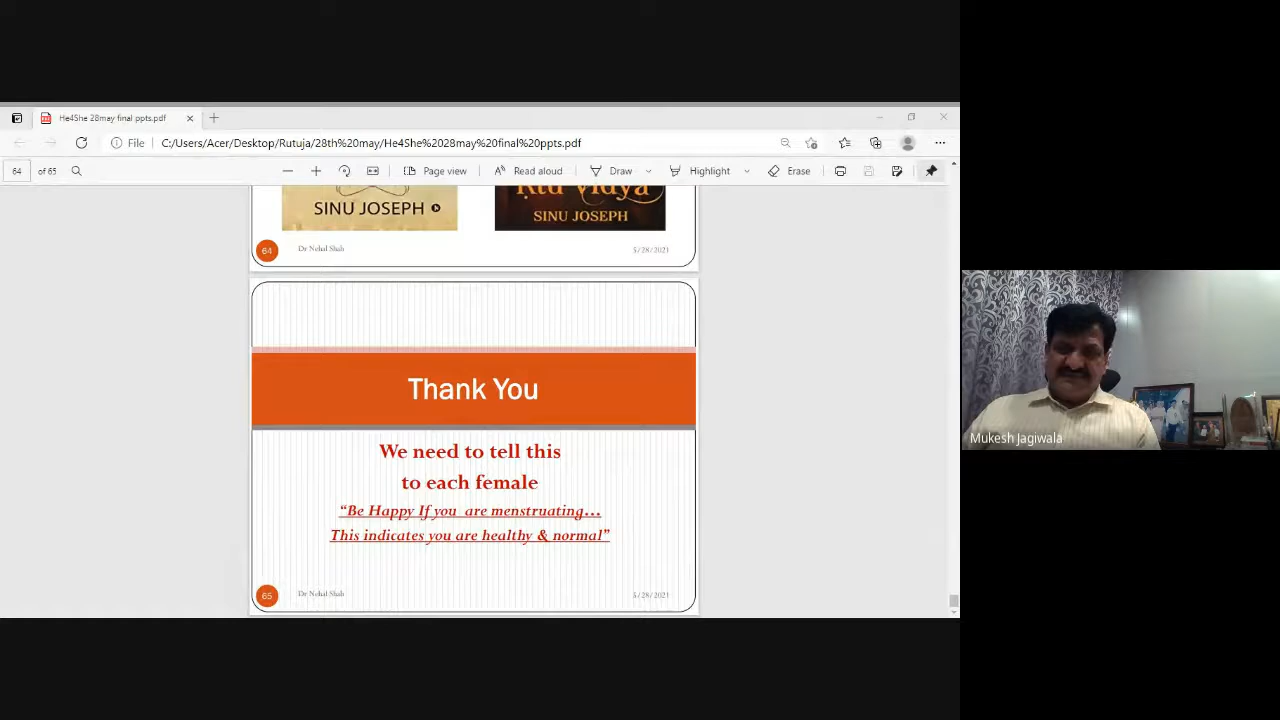 He4She 28may final ppts.pdf
File C:/Users/Acer/Desktop/Rutuja/28th%20may/He4She%2028may%20final%20ppts.pdf
64 of 65 Page view Read aloud Draw Highlight Erase
Ṛtu Vidyā
SINU JOSEPH SINU JOSEPH
64 Dr Nehal Shah 5/28/2021
Thank You
We need to tell this
to each female
“Be Happy If you are menstruating...
This indicates you are healthy & normal”
65 Dr Nehal Shah 5/28/2021
Mukesh Jagiwala